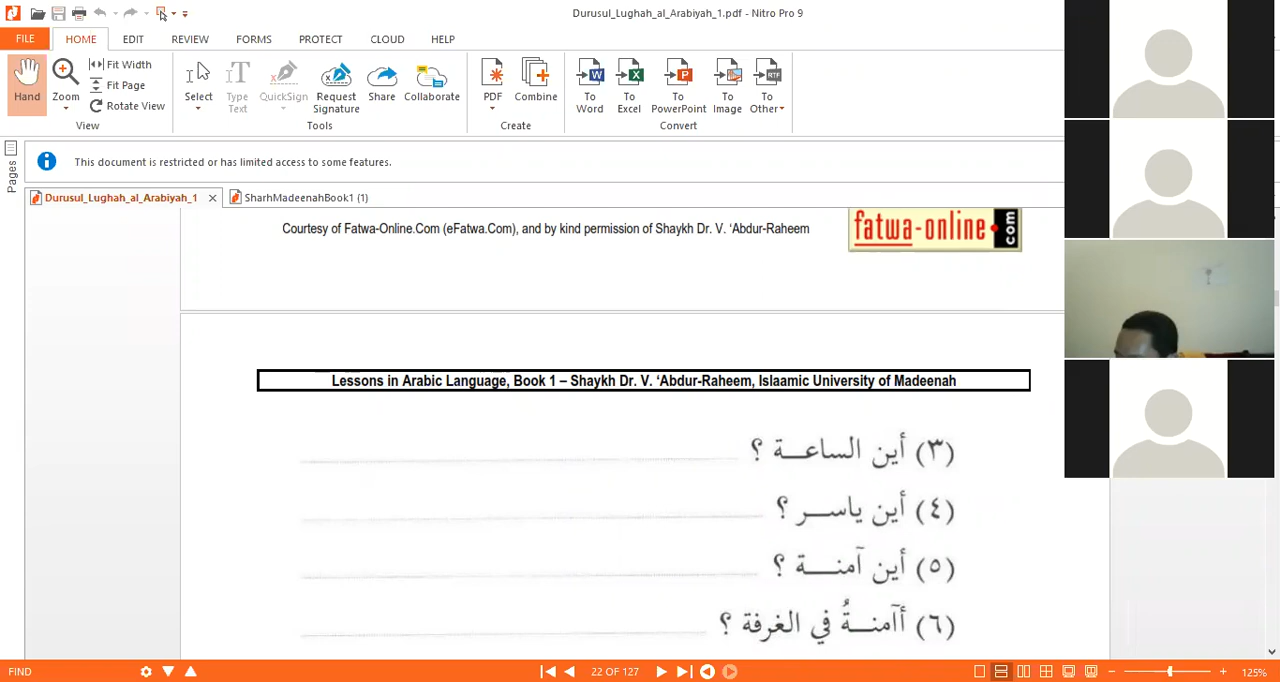 Durusul_Lughah_al_Arabiyah_1.pdf - Nitro Pro 9
FILE HOME EDIT REVIEW FORMS PROTECT CLOUD HELP
Hand
Zoom
Fit Width
Fit Page
Rotate View
View
Select
Type Text
QuickSign
Request Signature
Share
Collaborate
Tools
PDF
Combine
Create
To Word
To Excel
To PowerPoint
To Image
To Other
Convert
Pages
This document is restricted or has limited access to some features.
Durusul_Lughah_al_Arabiyah_1
SharhMadeenahBook1 (1)
Courtesy of Fatwa-Online.Com (eFatwa.Com), and by kind permission of Shaykh Dr. V. ‘Abdur-Raheem
fatwa-online.com
Lessons in Arabic Language, Book 1 – Shaykh Dr. V. ‘Abdur-Raheem, Islaamic University of Madeenah
(٣) أين الساعـــة ؟
(٤) أين ياســـر ؟
(٥) أين آمنـــة ؟
(٦) أآمنـــةُ في الغرفة ؟
FIND
22 OF 127
125%